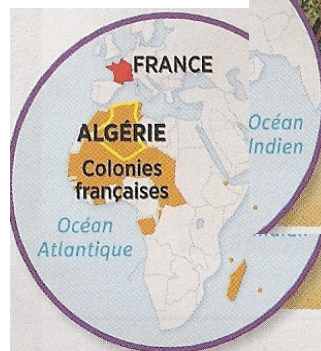 FRANCE
ALGÉRIE
Colonies
françaises
Océan
Indien
Océan
Atlantique